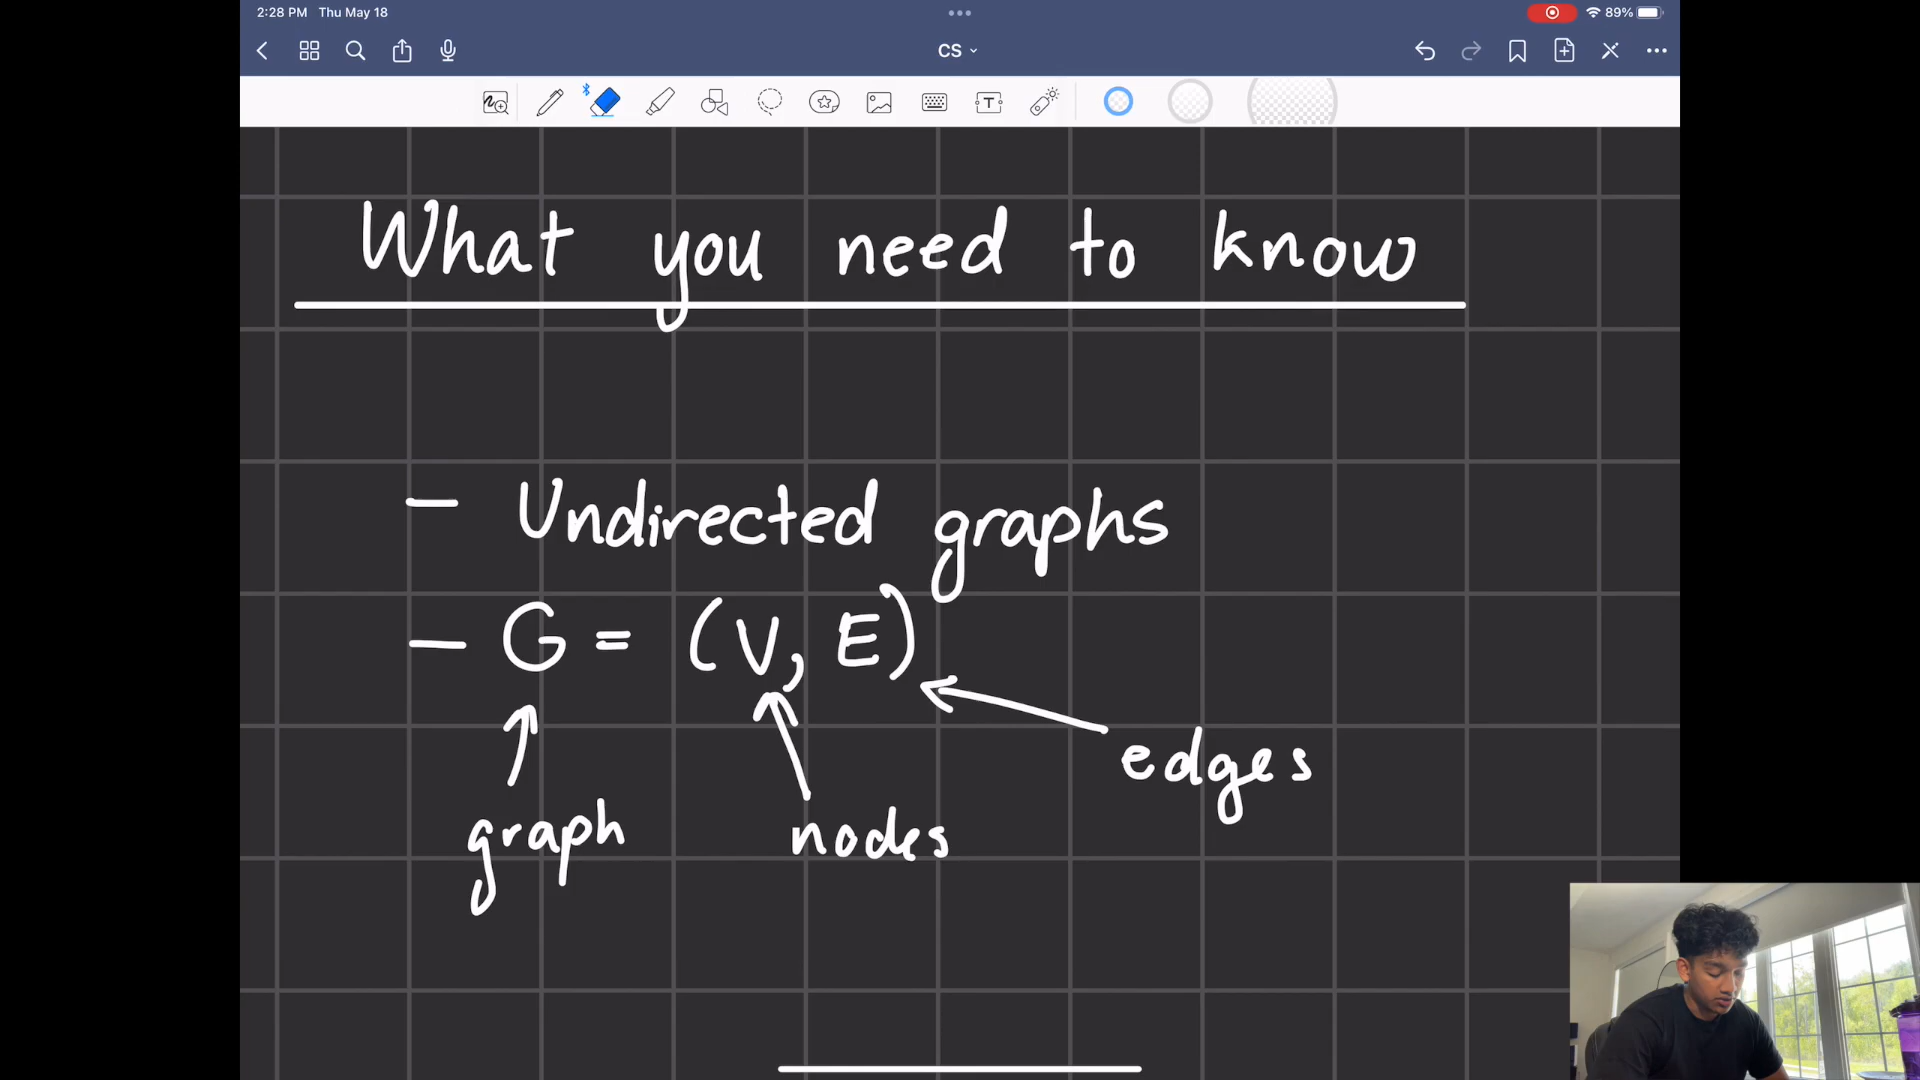 2:28 PM Thu May 18
89%
CS
T
What you need to know
- Undirected graphs
- G = (V, E)
edges
graph
nodes